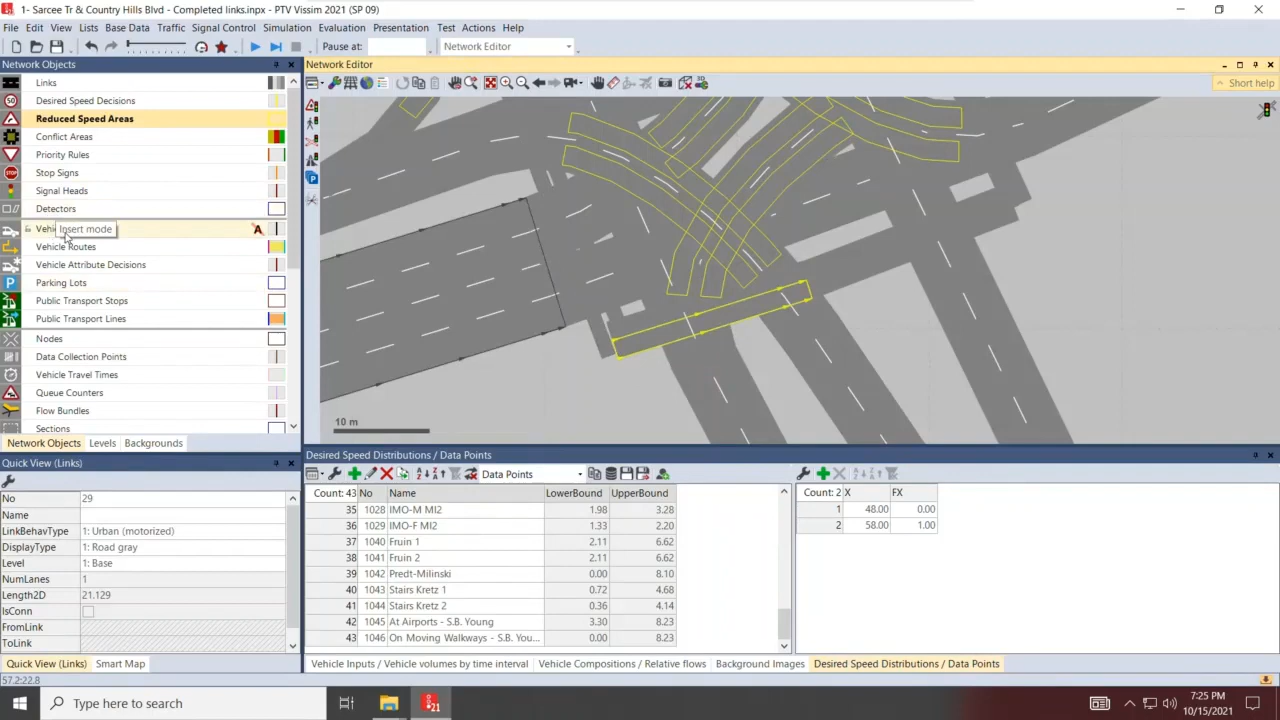 1- Sarcee Tr & Country Hills Blvd - Completed links.inpx - PTV Vissim 2021 (SP 09)
File Edit View Lists Base Data Traffic Signal Control Simulation Evaluation Presentation Test Actions Help
Pause at: Network Editor
Network Objects
Links
Desired Speed Decisions
Reduced Speed Areas
Conflict Areas
Priority Rules
Stop Signs
Signal Heads
Detectors
Vehi Insert mode
Vehicle Routes
Vehicle Attribute Decisions
Parking Lots
Public Transport Stops
Public Transport Lines
Nodes
Data Collection Points
Vehicle Travel Times
Queue Counters
Flow Bundles
Sections
Network Objects Levels Backgrounds
Network Editor
Short help
10 m
Quick View (Links)
No 29
Name
LinkBehavType 1: Urban (motorized)
DisplayType 1: Road gray
Level 1: Base
NumLanes 1
Length2D 21.129
IsConn
FromLink
ToLink
Quick View (Links) Smart Map
57.2:22.8
Desired Speed Distributions / Data Points
Data Points
Count: 43 No Name LowerBound UpperBound
35 1028 IMO-M MI2 1.98 3.28
36 1029 IMO-F MI2 1.33 2.20
37 1040 Fruin 1 2.11 6.62
38 1041 Fruin 2 2.11 6.62
39 1042 Predt-Milinski 0.00 8.10
40 1043 Stairs Kretz 1 0.72 4.68
41 1044 Stairs Kretz 2 0.36 4.14
42 1045 At Airports - S.B. Young 3.30 8.23
43 1046 On Moving Walkways - S.B. You... 0.00 8.23
Count: 2 X FX
1 48.00 0.00
2 58.00 1.00
Vehicle Inputs / Vehicle volumes by time interval Vehicle Compositions / Relative flows Background Images Desired Speed Distributions / Data Points
Type here to search
21
7:25 PM
10/15/2021